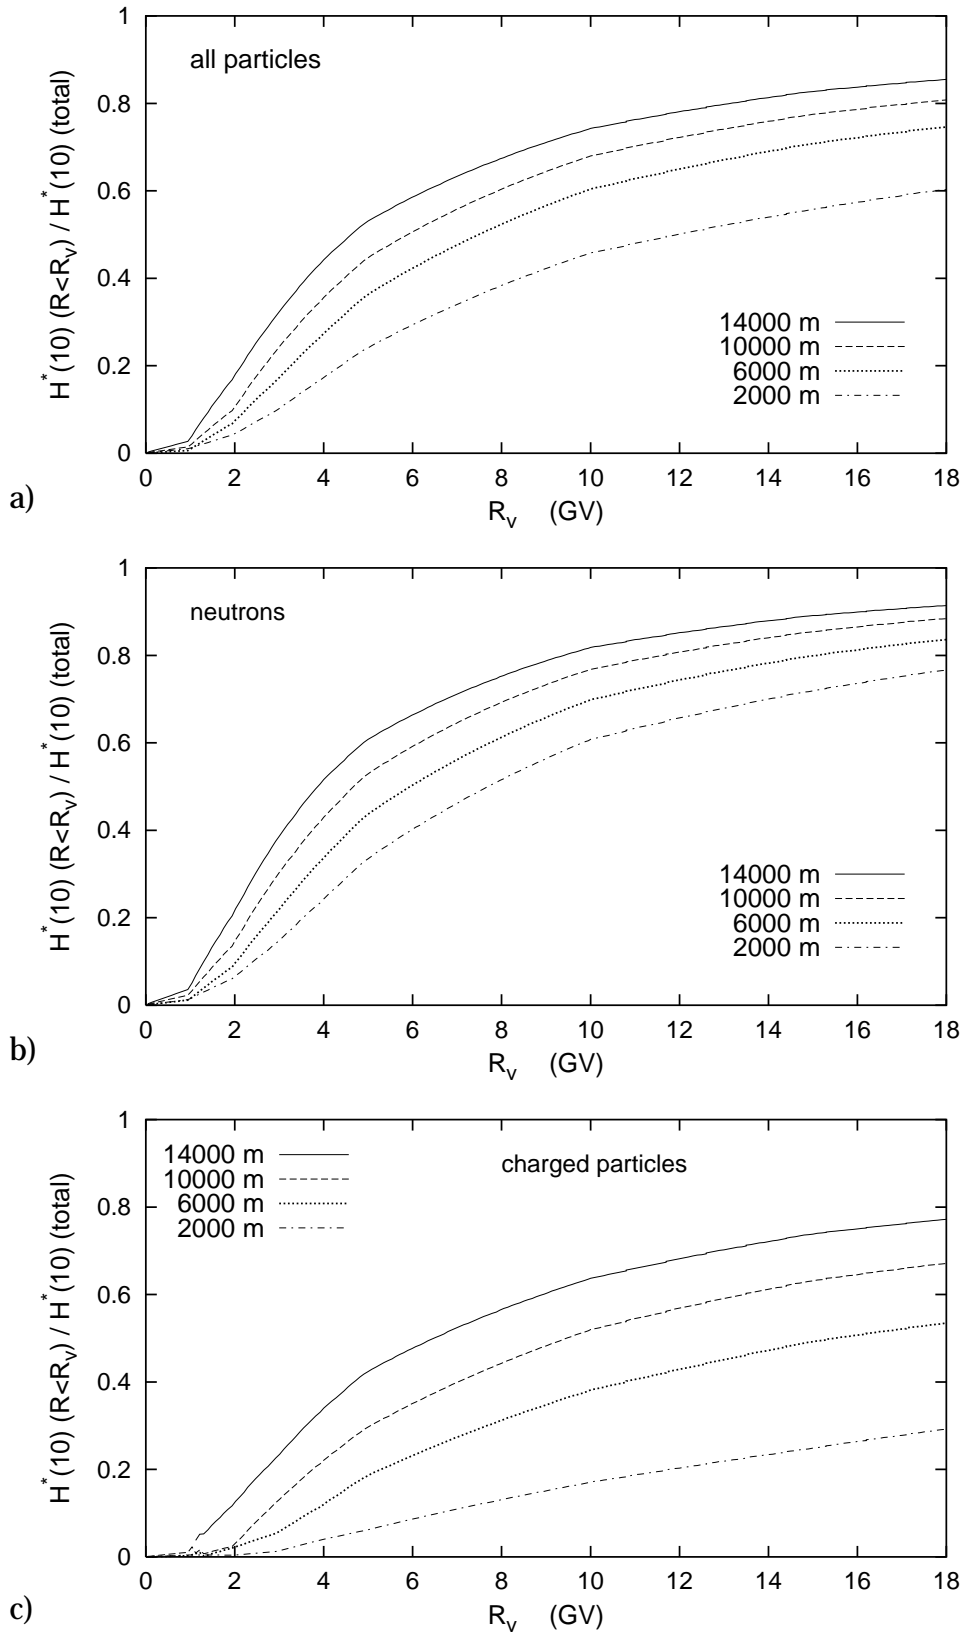 H*(10) (R<Rv) / H*(10) (total)
1
0.8
0.6
0.4
0.2
0
all particles
14000 m
10000 m
6000 m
2000 m
0 2 4 6 8 10 12 14 16 18
Rv (GV)
a)
H*(10) (R<Rv) / H*(10) (total)
1
0.8
0.6
0.4
0.2
0
neutrons
14000 m
10000 m
6000 m
2000 m
0 2 4 6 8 10 12 14 16 18
Rv (GV)
b)
H*(10) (R<Rv) / H*(10) (total)
1
0.8
0.6
0.4
0.2
0
14000 m
10000 m
6000 m
2000 m
charged particles
0 2 4 6 8 10 12 14 16 18
Rv (GV)
c)